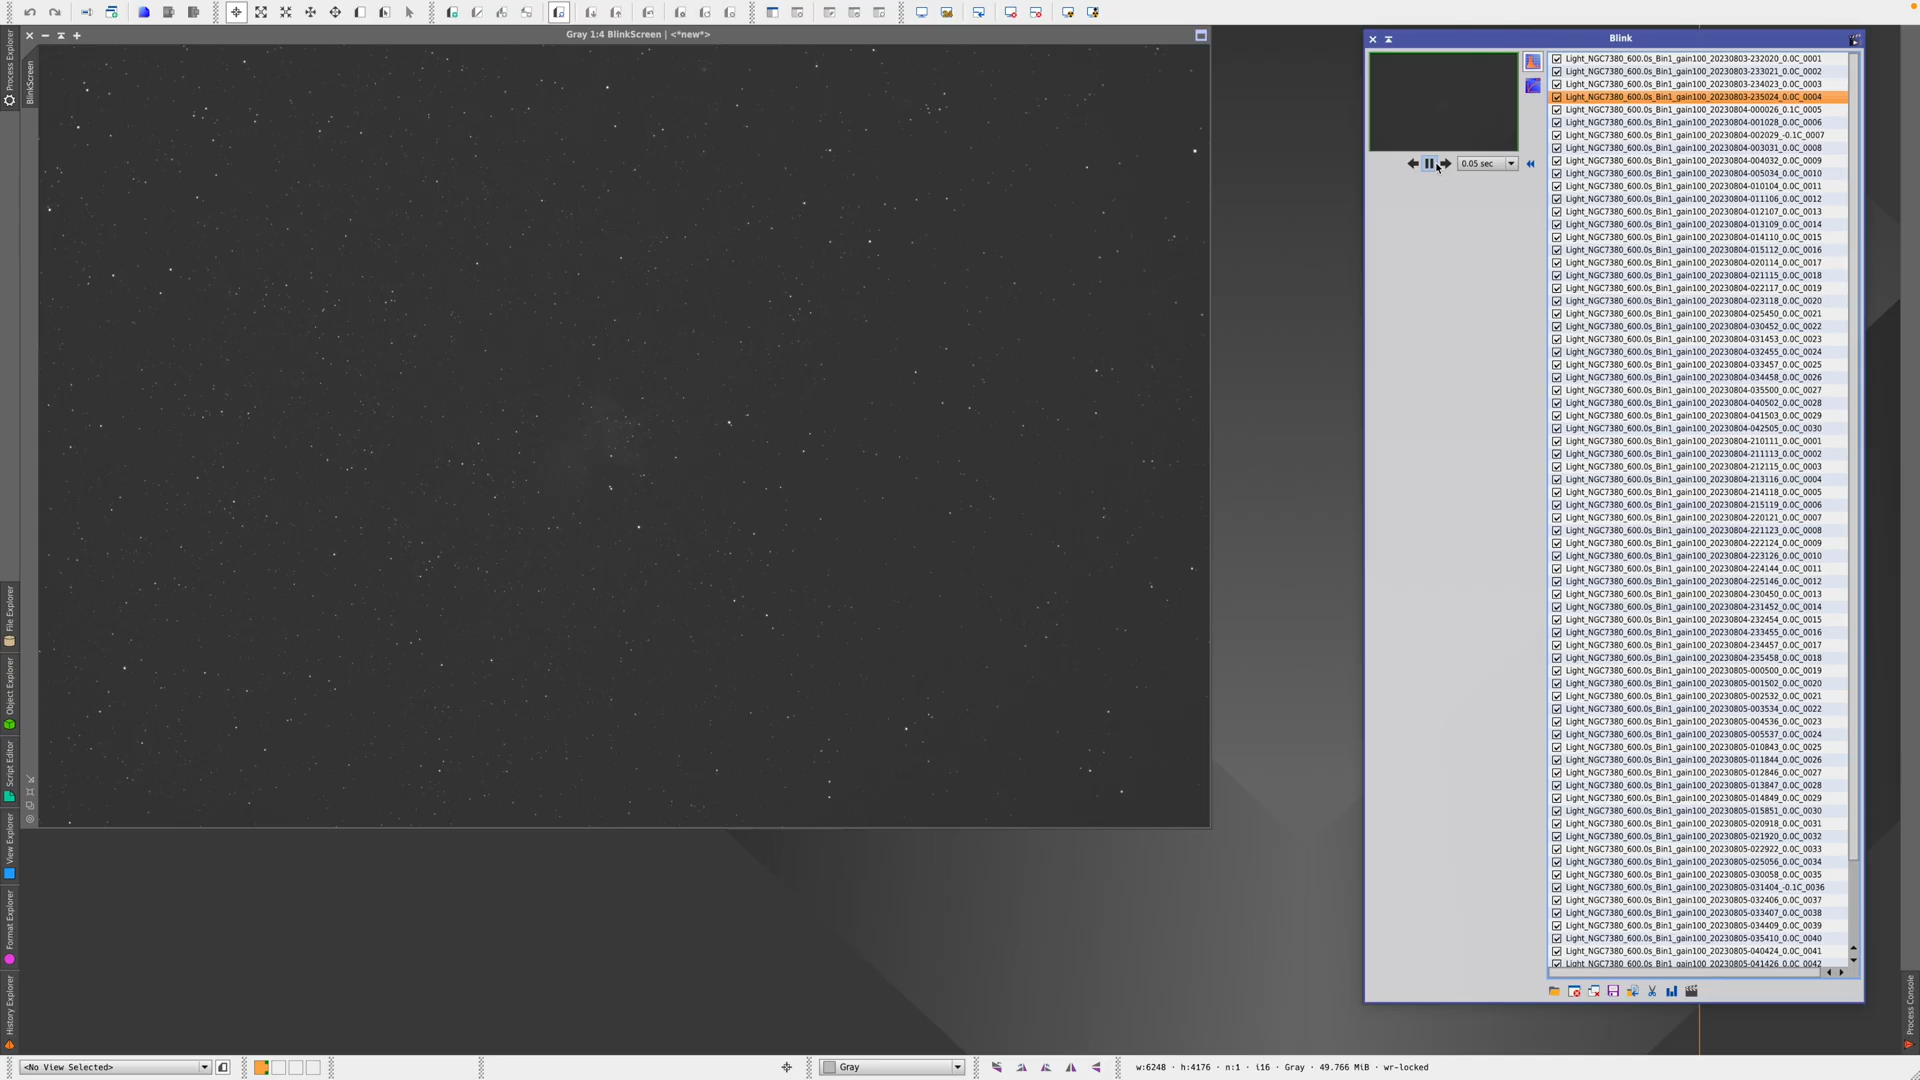 Gray 1:4 BlinkScreen | <*new*>
Process Explorer
BlinkScreen
File Explorer
Object Explorer
Script Editor
View Explorer
Format Explorer
History Explorer
Blink
0.05 sec
Light_NGC7380_600.0s_Bin1_gain100_20230803-232020_0.0C_0001
Light_NGC7380_600.0s_Bin1_gain100_20230803-233021_0.0C_0002
Light_NGC7380_600.0s_Bin1_gain100_20230803-234023_0.0C_0003
Light_NGC7380_600.0s_Bin1_gain100_20230803-235024_0.0C_0004
Light_NGC7380_600.0s_Bin1_gain100_20230804-000026_0.1C_0005
Light_NGC7380_600.0s_Bin1_gain100_20230804-001028_0.0C_0006
Light_NGC7380_600.0s_Bin1_gain100_20230804-002029_-0.1C_0007
Light_NGC7380_600.0s_Bin1_gain100_20230804-003031_0.0C_0008
Light_NGC7380_600.0s_Bin1_gain100_20230804-004032_0.0C_0009
Light_NGC7380_600.0s_Bin1_gain100_20230804-005034_0.0C_0010
Light_NGC7380_600.0s_Bin1_gain100_20230804-010104_0.0C_0011
Light_NGC7380_600.0s_Bin1_gain100_20230804-011106_0.0C_0012
Light_NGC7380_600.0s_Bin1_gain100_20230804-012107_0.0C_0013
Light_NGC7380_600.0s_Bin1_gain100_20230804-013109_0.0C_0014
Light_NGC7380_600.0s_Bin1_gain100_20230804-014110_0.0C_0015
Light_NGC7380_600.0s_Bin1_gain100_20230804-015112_0.0C_0016
Light_NGC7380_600.0s_Bin1_gain100_20230804-020114_0.0C_0017
Light_NGC7380_600.0s_Bin1_gain100_20230804-021115_0.0C_0018
Light_NGC7380_600.0s_Bin1_gain100_20230804-022117_0.0C_0019
Light_NGC7380_600.0s_Bin1_gain100_20230804-023118_0.0C_0020
Light_NGC7380_600.0s_Bin1_gain100_20230804-025450_0.0C_0021
Light_NGC7380_600.0s_Bin1_gain100_20230804-030452_0.0C_0022
Light_NGC7380_600.0s_Bin1_gain100_20230804-031453_0.0C_0023
Light_NGC7380_600.0s_Bin1_gain100_20230804-032455_0.0C_0024
Light_NGC7380_600.0s_Bin1_gain100_20230804-033457_0.0C_0025
Light_NGC7380_600.0s_Bin1_gain100_20230804-034458_0.0C_0026
Light_NGC7380_600.0s_Bin1_gain100_20230804-035500_0.0C_0027
Light_NGC7380_600.0s_Bin1_gain100_20230804-040502_0.0C_0028
Light_NGC7380_600.0s_Bin1_gain100_20230804-041503_0.0C_0029
Light_NGC7380_600.0s_Bin1_gain100_20230804-042505_0.0C_0030
Light_NGC7380_600.0s_Bin1_gain100_20230804-210111_0.0C_0001
Light_NGC7380_600.0s_Bin1_gain100_20230804-211113_0.0C_0002
Light_NGC7380_600.0s_Bin1_gain100_20230804-212115_0.0C_0003
Light_NGC7380_600.0s_Bin1_gain100_20230804-213116_0.0C_0004
Light_NGC7380_600.0s_Bin1_gain100_20230804-214118_0.0C_0005
Light_NGC7380_600.0s_Bin1_gain100_20230804-215119_0.0C_0006
Light_NGC7380_600.0s_Bin1_gain100_20230804-220121_0.0C_0007
Light_NGC7380_600.0s_Bin1_gain100_20230804-221123_0.0C_0008
Light_NGC7380_600.0s_Bin1_gain100_20230804-222124_0.0C_0009
Light_NGC7380_600.0s_Bin1_gain100_20230804-223126_0.0C_0010
Light_NGC7380_600.0s_Bin1_gain100_20230804-224144_0.0C_0011
Light_NGC7380_600.0s_Bin1_gain100_20230804-225146_0.0C_0012
Light_NGC7380_600.0s_Bin1_gain100_20230804-230450_0.0C_0013
Light_NGC7380_600.0s_Bin1_gain100_20230804-231452_0.0C_0014
Light_NGC7380_600.0s_Bin1_gain100_20230804-232454_0.0C_0015
Light_NGC7380_600.0s_Bin1_gain100_20230804-233455_0.0C_0016
Light_NGC7380_600.0s_Bin1_gain100_20230804-234457_0.0C_0017
Light_NGC7380_600.0s_Bin1_gain100_20230804-235458_0.0C_0018
Light_NGC7380_600.0s_Bin1_gain100_20230805-000500_0.0C_0019
Light_NGC7380_600.0s_Bin1_gain100_20230805-001502_0.0C_0020
Light_NGC7380_600.0s_Bin1_gain100_20230805-002532_0.0C_0021
Light_NGC7380_600.0s_Bin1_gain100_20230805-003534_0.0C_0022
Light_NGC7380_600.0s_Bin1_gain100_20230805-004536_0.0C_0023
Light_NGC7380_600.0s_Bin1_gain100_20230805-005537_0.0C_0024
Light_NGC7380_600.0s_Bin1_gain100_20230805-010843_0.0C_0025
Light_NGC7380_600.0s_Bin1_gain100_20230805-011844_0.0C_0026
Light_NGC7380_600.0s_Bin1_gain100_20230805-012846_0.0C_0027
Light_NGC7380_600.0s_Bin1_gain100_20230805-013847_0.0C_0028
Light_NGC7380_600.0s_Bin1_gain100_20230805-014849_0.0C_0029
Light_NGC7380_600.0s_Bin1_gain100_20230805-015851_0.0C_0030
Light_NGC7380_600.0s_Bin1_gain100_20230805-020918_0.0C_0031
Light_NGC7380_600.0s_Bin1_gain100_20230805-021920_0.0C_0032
Light_NGC7380_600.0s_Bin1_gain100_20230805-022922_0.0C_0033
Light_NGC7380_600.0s_Bin1_gain100_20230805-025056_0.0C_0034
Light_NGC7380_600.0s_Bin1_gain100_20230805-030058_0.0C_0035
Light_NGC7380_600.0s_Bin1_gain100_20230805-031404_-0.1C_0036
Light_NGC7380_600.0s_Bin1_gain100_20230805-032406_0.0C_0037
Light_NGC7380_600.0s_Bin1_gain100_20230805-033407_0.0C_0038
Light_NGC7380_600.0s_Bin1_gain100_20230805-034409_0.0C_0039
Light_NGC7380_600.0s_Bin1_gain100_20230805-035410_0.0C_0040
Light_NGC7380_600.0s_Bin1_gain100_20230805-040424_0.0C_0041
Light_NGC7380_600.0s_Bin1_gain100_20230805-041426_0.0C_0042
Process Console
<No View Selected>
Gray
w:6248 · h:4176 · n:1 · i16 · Gray · 49.766 MiB · wr-locked